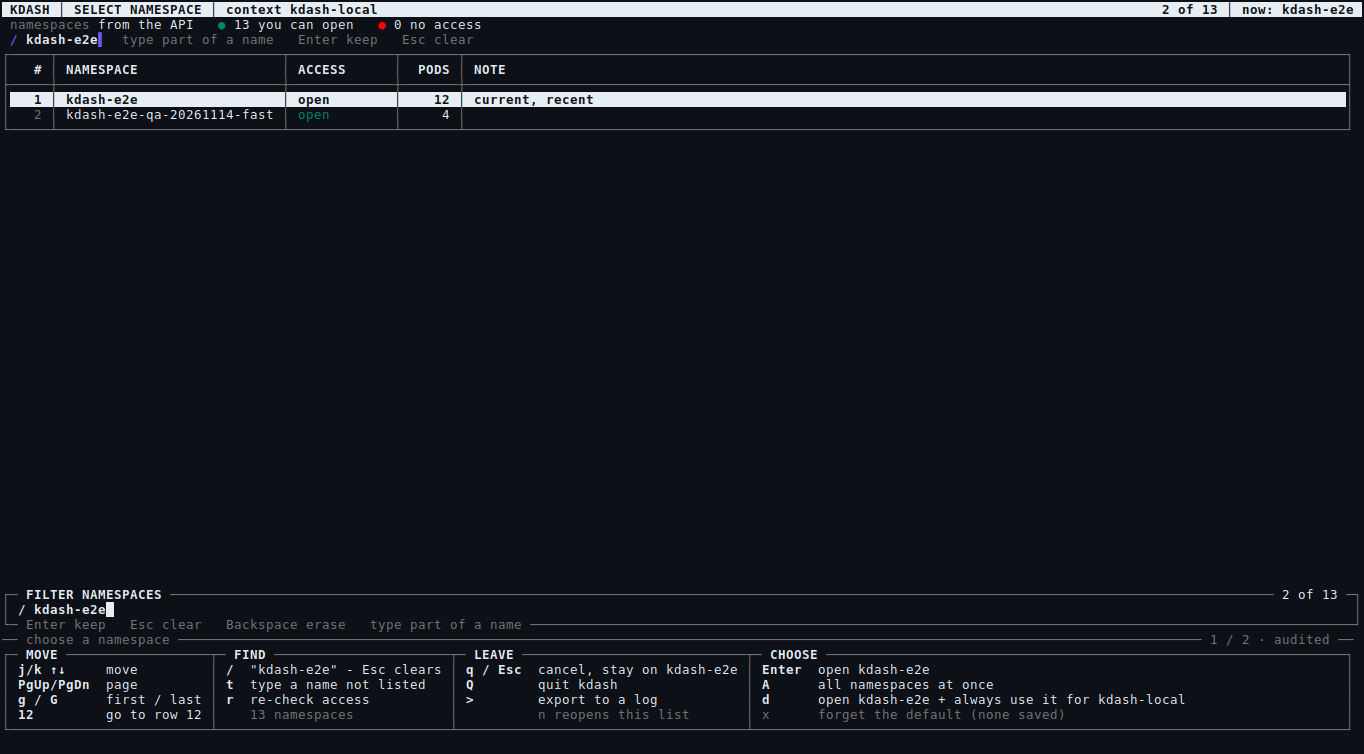 KDASH │ SELECT NAMESPACE │ context kdash-local 2 of 13 │ now: kdash-e2e
namespaces from the API ● 13 you can open ● 0 no access
/ kdash-e2e type part of a name Enter keep Esc clear
# NAMESPACE ACCESS PODS NOTE
1 kdash-e2e open 12 current, recent
2 kdash-e2e-qa-20261114-fast open 4
FILTER NAMESPACES 2 of 13
/ kdash-e2e
Enter keep Esc clear Backspace erase type part of a name
choose a namespace 1 / 2 · audited
MOVE FIND LEAVE CHOOSE
j/k ↑↓ move / "kdash-e2e" - Esc clears q / Esc cancel, stay on kdash-e2e Enter open kdash-e2e
PgUp/PgDn page t type a name not listed Q quit kdash A all namespaces at once
g / G first / last r re-check access > export to a log d open kdash-e2e + always use it for kdash-local
12 go to row 12 13 namespaces n reopens this list x forget the default (none saved)